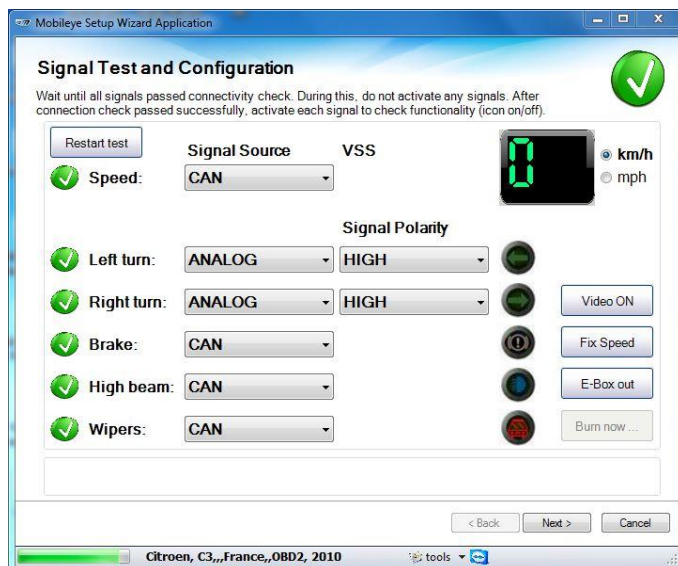 Mobileye Setup Wizard Application
Signal Test and Configuration
Wait until all signals passed connectivity check. During this, do not activate any signals. After
connection check passed successfully, activate each signal to check functionality (icon on/off).
Restart test
Signal Source VSS
0
km/h
mph
Speed: CAN
Signal Polarity
Left turn: ANALOG HIGH
Right turn: ANALOG HIGH Video ON
Brake: CAN Fix Speed
High beam: CAN E-Box out
Wipers: CAN Burn now ...
< Back Next > Cancel
Citroen, C3,,,France,,OBD2, 2010 tools